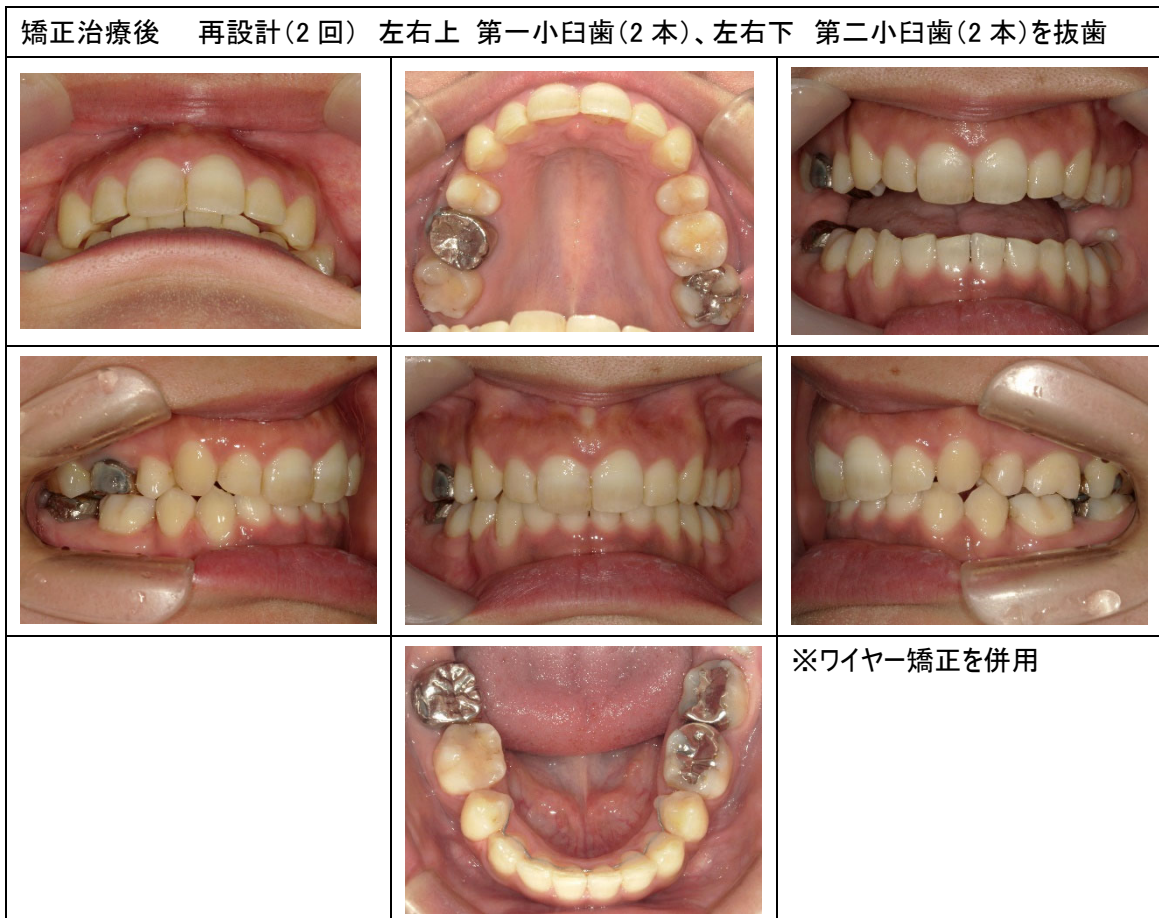 矯正治療後　再設計（2 回）　左右上 第一小臼歯（2 本）、左右下 第二小臼歯（2 本）を抜歯
※ワイヤー矯正を併用